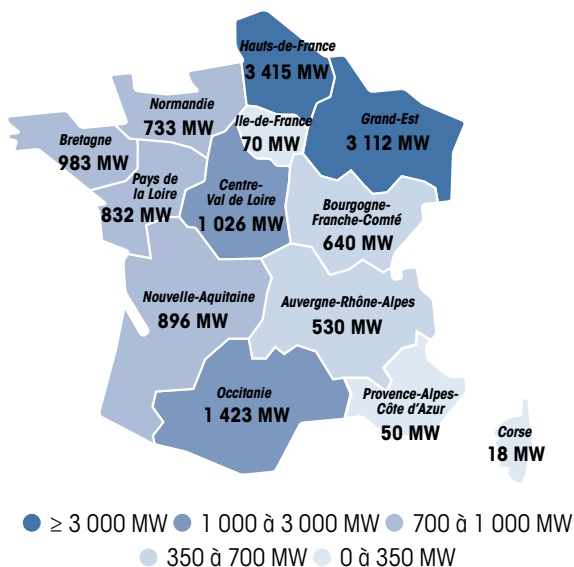 Hauts-de-France
3 415 MW
Normandie
733 MW
Ile-de-France
70 MW
Grand-Est
3 112 MW
Bretagne
983 MW
Pays de
la Loire
832 MW
Centre-
Val de Loire
1 026 MW
Bourgogne-
Franche-Comté
640 MW
Nouvelle-Aquitaine
896 MW
Auvergne-Rhône-Alpes
530 MW
Occitanie
1 423 MW
Provence-Alpes-
Côte d'Azur
50 MW
Corse
18 MW
≥ 3 000 MW 1 000 à 3 000 MW 700 à 1 000 MW
350 à 700 MW 0 à 350 MW